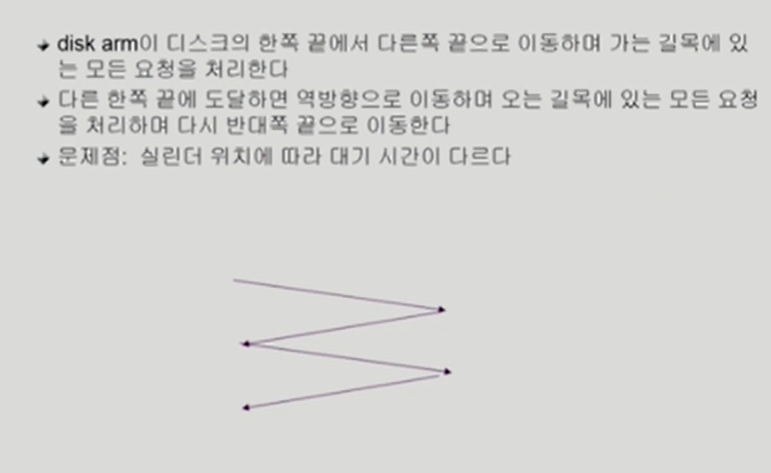 disk arm이 디스크의 한쪽 끝에서 다른쪽 끝으로 이동하며 가는 길목에 있
는 모든 요청을 처리한다
다른 한쪽 끝에 도달하면 역방향으로 이동하며 오는 길목에 있는 모든 요청
을 처리하며 다시 반대쪽 끝으로 이동한다
문제점: 실린더 위치에 따라 대기 시간이 다르다